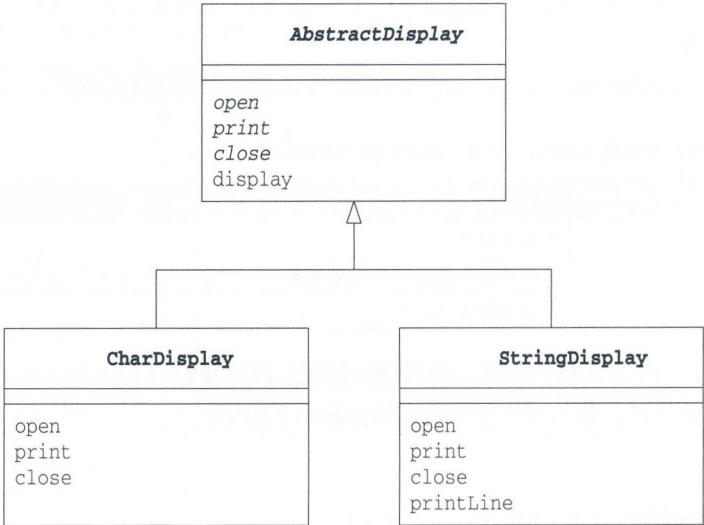 AbstractDisplay
open
print
close
display
CharDisplay
open
print
close
StringDisplay
open
print
close
printLine